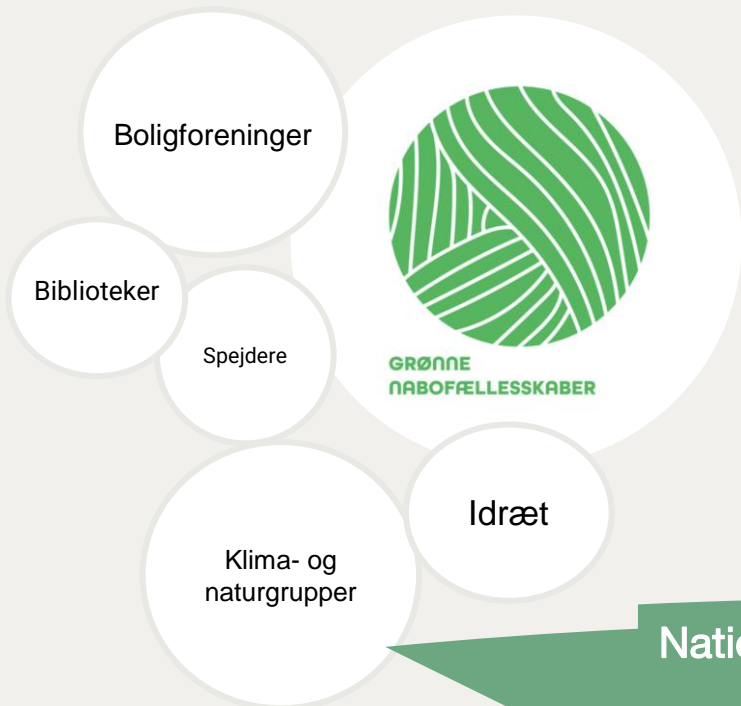 Boligforeninger
Biblioteker
Spejdere
GRØNNE
NABOFÆLLESSKABER
Idræt
Klima- og
naturgrupper